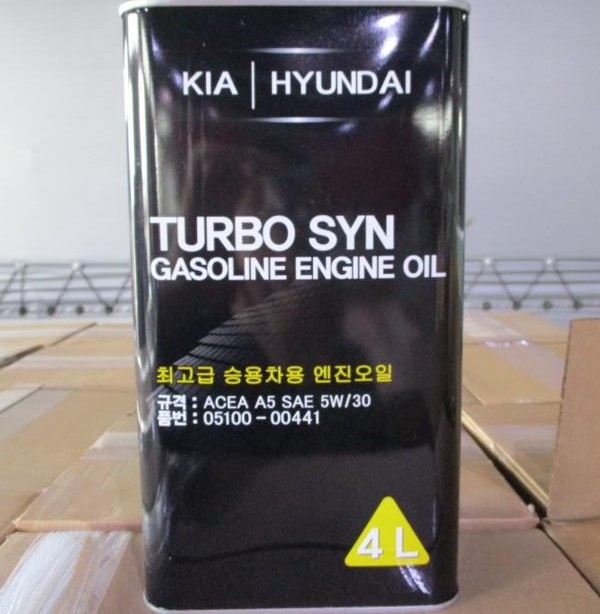 KIA | HYUNDAI
TURBO SYN
GASOLINE ENGINE OIL
최고급 승용차용 엔진오일
규격 : ACEA A5 SAE 5W/30
품번 : 05100-00441
4 L